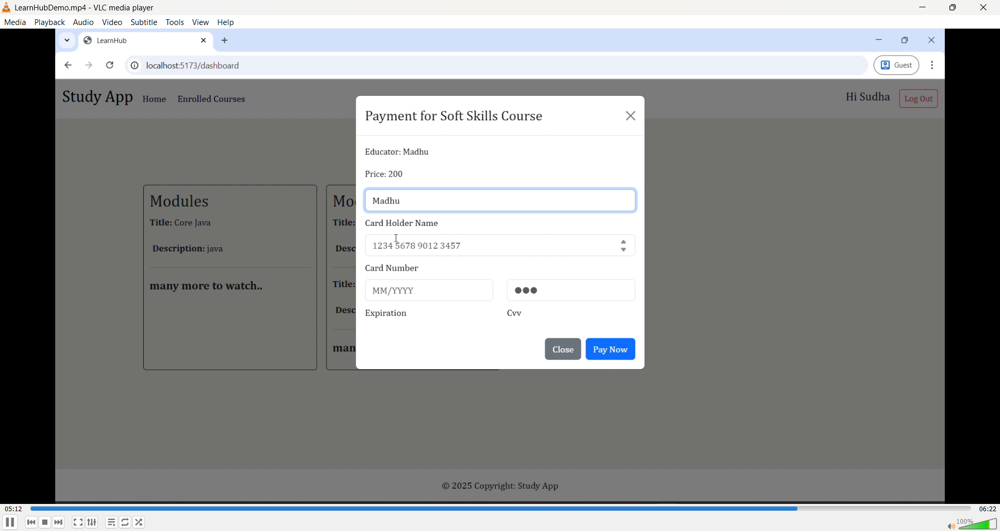 LearnHubDemo.mp4 - VLC media player
Media Playback Audio Video Subtitle Tools View Help
LearnHub
localhost:5173/dashboard
Guest
Study App Home Enrolled Courses
Hi Sudha Log Out
Payment for Soft Skills Course
Educator: Madhu
Price: 200
Madhu
Card Holder Name
1234 5678 9012 3457
Card Number
MM/YYYY
Expiration Cvv
Close Pay Now
Modules
Title: Core Java
Description: java
many more to watch..
Mo
Title:
Desc
Title:
Desc
man
© 2025 Copyright: Study App
05:12 06:22
100%